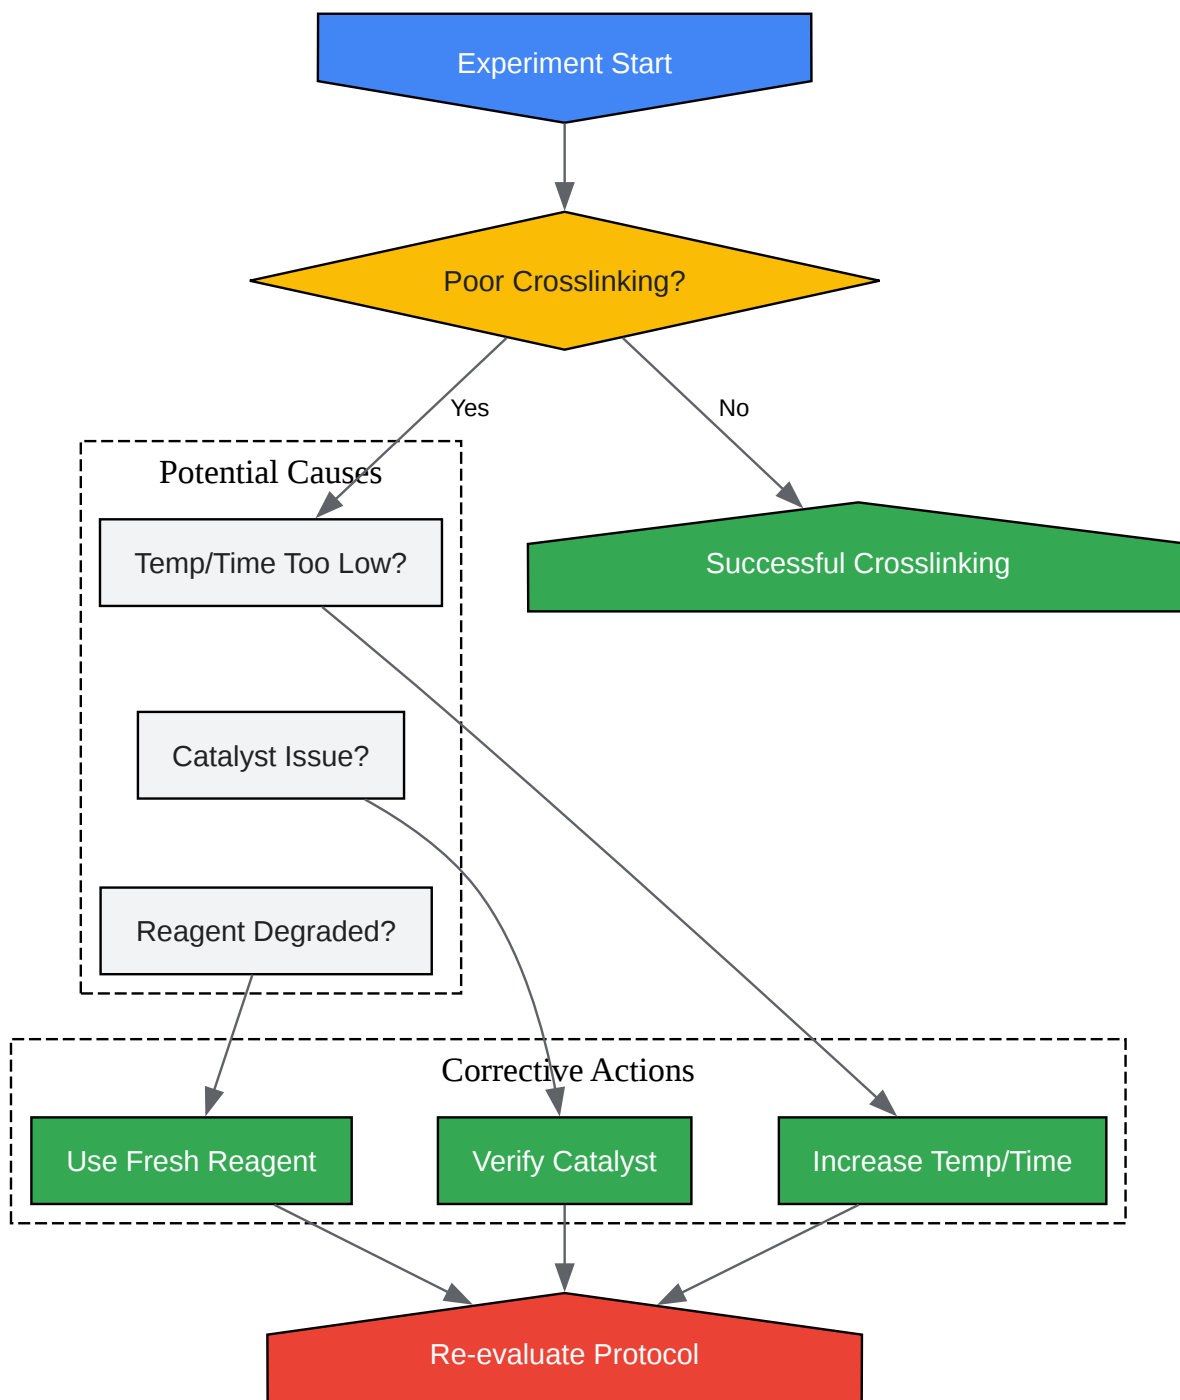 Experiment Start
Poor Crosslinking?
Yes
No
Potential Causes
Temp/Time Too Low?
Successful Crosslinking
Catalyst Issue?
Reagent Degraded?
Corrective Actions
Use Fresh Reagent
Verify Catalyst
Increase Temp/Time
Re-evaluate Protocol